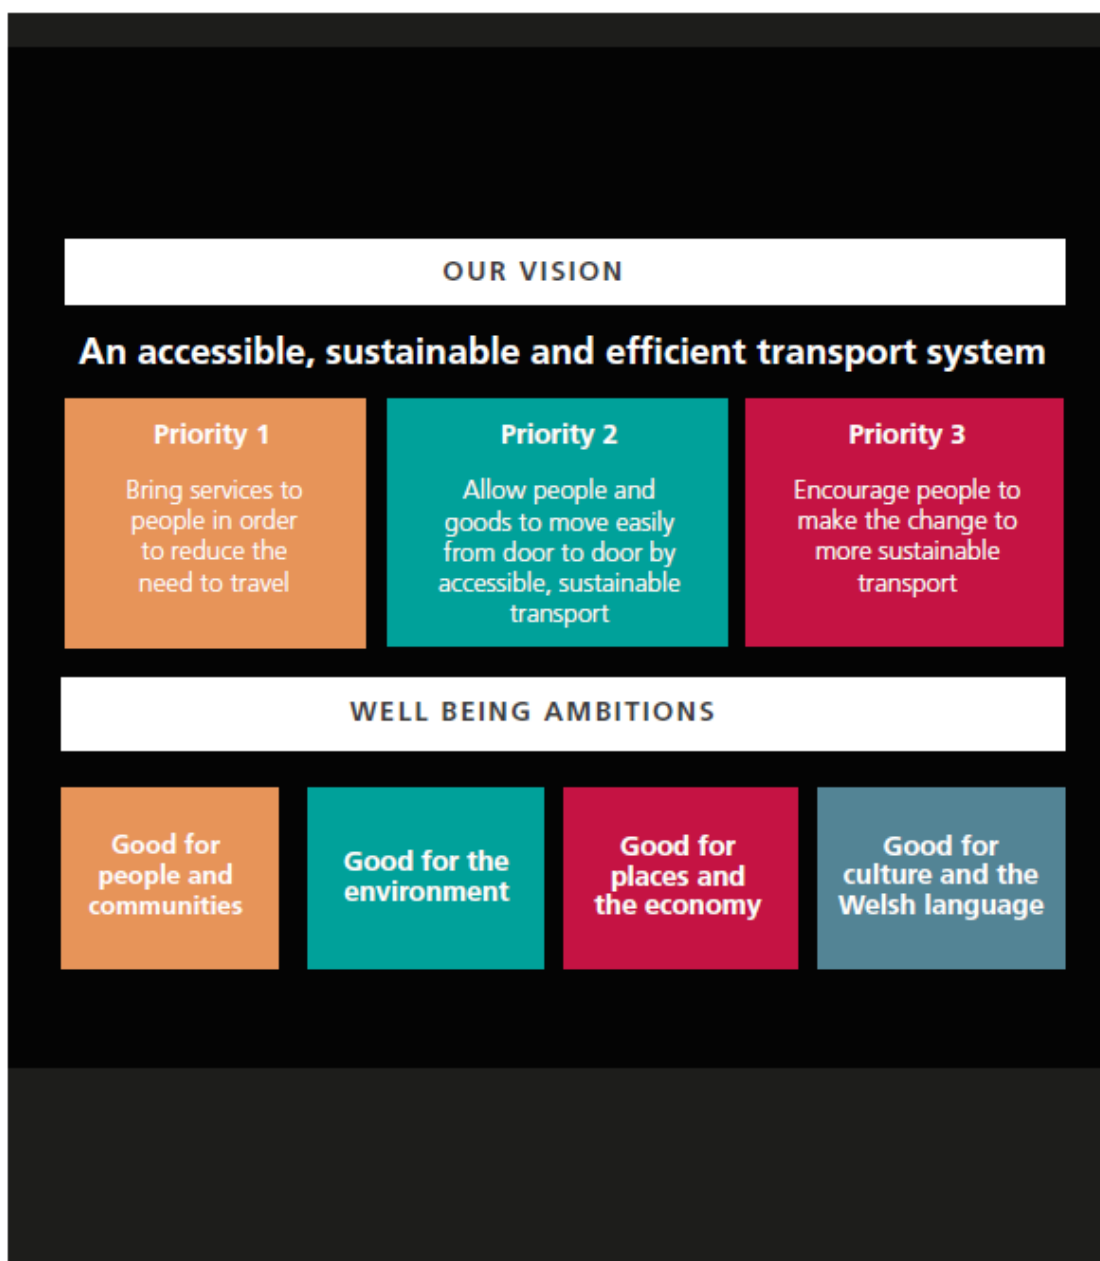 OUR VISION
An accessible, sustainable and efficient transport system
Priority 1
Bring services to
people in order
to reduce the
need to travel
Priority 2
Allow people and
goods to move easily
from door to door by
accessible, sustainable
transport
Priority 3
Encourage people to
make the change to
more sustainable
transport
WELL BEING AMBITIONS
Good for
people and
communities
Good for the
environment
Good for
places and
the economy
Good for
culture and the
Welsh language